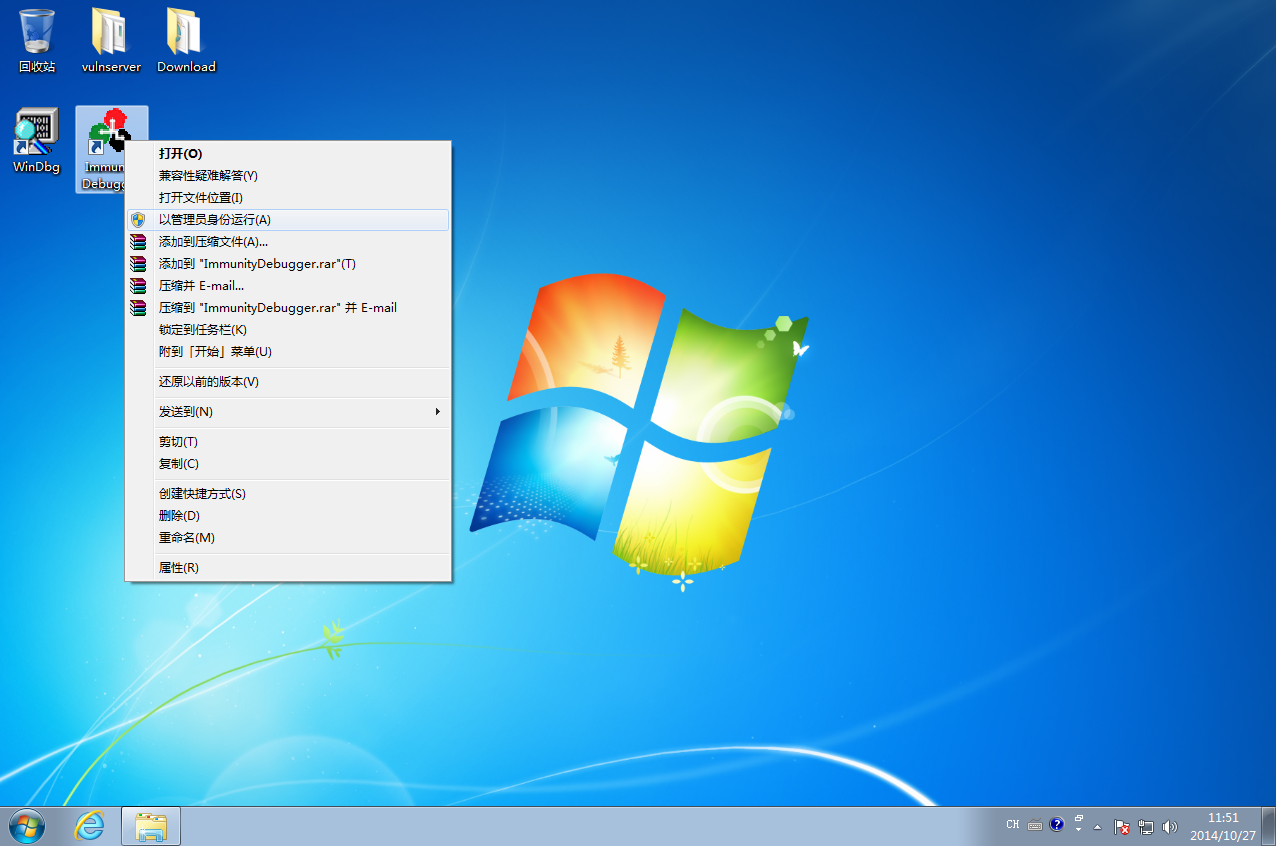 回收站
vulnserver
Download
WinDbg
Immun
Debugg
打开(O)
兼容性疑难解答(Y)
打开文件位置(I)
以管理员身份运行(A)
添加到压缩文件(A)...
添加到 "ImmunityDebugger.rar"(T)
压缩并 E-mail...
压缩到 "ImmunityDebugger.rar" 并 E-mail
锁定到任务栏(K)
附到「开始」菜单(U)
还原以前的版本(V)
发送到(N)
剪切(T)
复制(C)
创建快捷方式(S)
删除(D)
重命名(M)
属性(R)
CH
11:51
2014/10/27